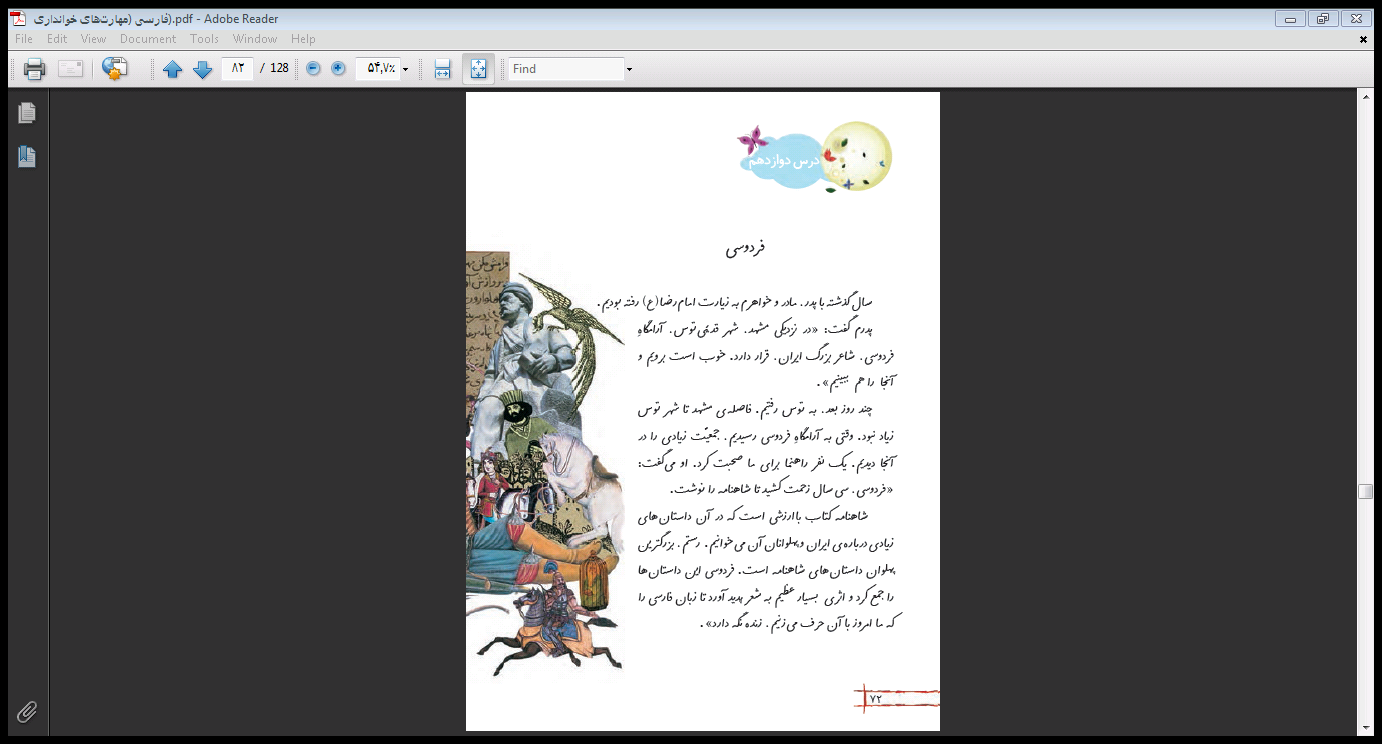 فارسی (مهارت‌های خوانداری).pdf - Adobe Reader
File Edit View Document Tools Window Help
۸۲ / 128 ۵۴,۷٪ Find
درس دوازدهم
فردوسی
سال گذشته با پدر، مادر و خواهرم به زیارت امام رضا (ع) رفته بودیم.
پدرم گفت: «در نزدیکی مشهد، شهر قدیمی توس، آرامگاهِ
فردوسی، شاعر بزرگ ایران، قرار دارد. خوب است برویم و
آنجا را هم ببینیم».
چند روز بعد، به توس رفتیم. فاصله‌ی مشهد تا شهر توس
زیاد نبود. وقتی به آرامگاهِ فردوسی رسیدیم، جمعیّت زیادی را در
آنجا دیدیم. یک نفر راهنما برای ما صحبت کرد. او می‌گفت:
«فردوسی، سی سال زحمت کشید تا شاهنامه را نوشت.
شاهنامه کتاب باارزشی است که در آن داستان‌های
زیادی درباره‌ی ایران و پهلوانان آن می‌خوانیم. رستم، بزرگترین
پهلوان داستان‌های شاهنامه است. فردوسی این داستان‌ها
را جمع کرد و اثری بسیار عظیم به شعر پدید آورد تا زبان فارسی را
که ما امروز با آن حرف می‌زنیم، زنده نگه دارد».
۷۲